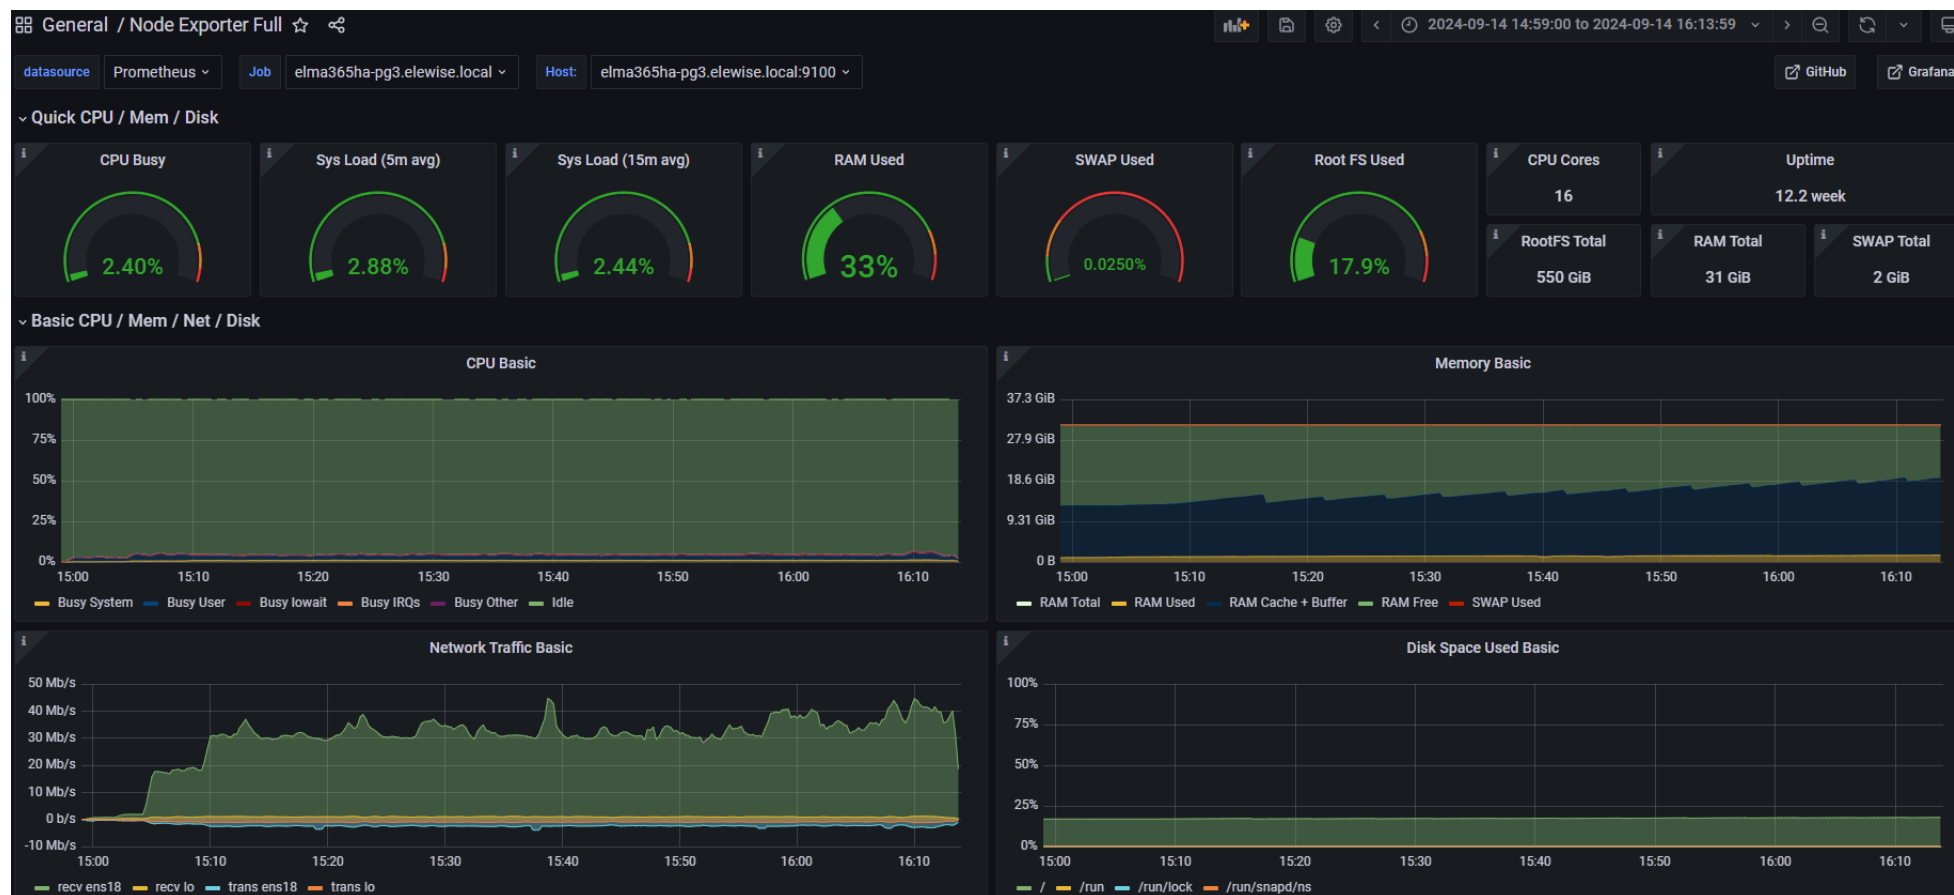 General / Node Exporter Full
2024-09-14 14:59:00 to 2024-09-14 16:13:59
datasource Prometheus Job elma365ha-pg3.elewise.local Host: elma365ha-pg3.elewise.local:9100 GitHub Grafana
Quick CPU / Mem / Disk
CPU Busy
2.40%
Sys Load (5m avg)
2.88%
Sys Load (15m avg)
2.44%
RAM Used
33%
SWAP Used
0.0250%
Root FS Used
17.9%
CPU Cores
16
Uptime
12.2 week
RootFS Total
550 GiB
RAM Total
31 GiB
SWAP Total
2 GiB
Basic CPU / Mem / Net / Disk
CPU Basic
100%
75%
50%
25%
0%
15:00 15:10 15:20 15:30 15:40 15:50 16:00 16:10
Busy System Busy User Busy Iowait Busy IRQs Busy Other Idle
Memory Basic
37.3 GiB
27.9 GiB
18.6 GiB
9.31 GiB
0 B
15:00 15:10 15:20 15:30 15:40 15:50 16:00 16:10
RAM Total RAM Used RAM Cache + Buffer RAM Free SWAP Used
Network Traffic Basic
50 Mb/s
40 Mb/s
30 Mb/s
20 Mb/s
10 Mb/s
0 b/s
-10 Mb/s
15:00 15:10 15:20 15:30 15:40 15:50 16:00 16:10
recv ens18 recv lo trans ens18 trans lo
Disk Space Used Basic
100%
75%
50%
25%
0%
15:00 15:10 15:20 15:30 15:40 15:50 16:00 16:10
/ /run /run/lock /run/snapd/ns